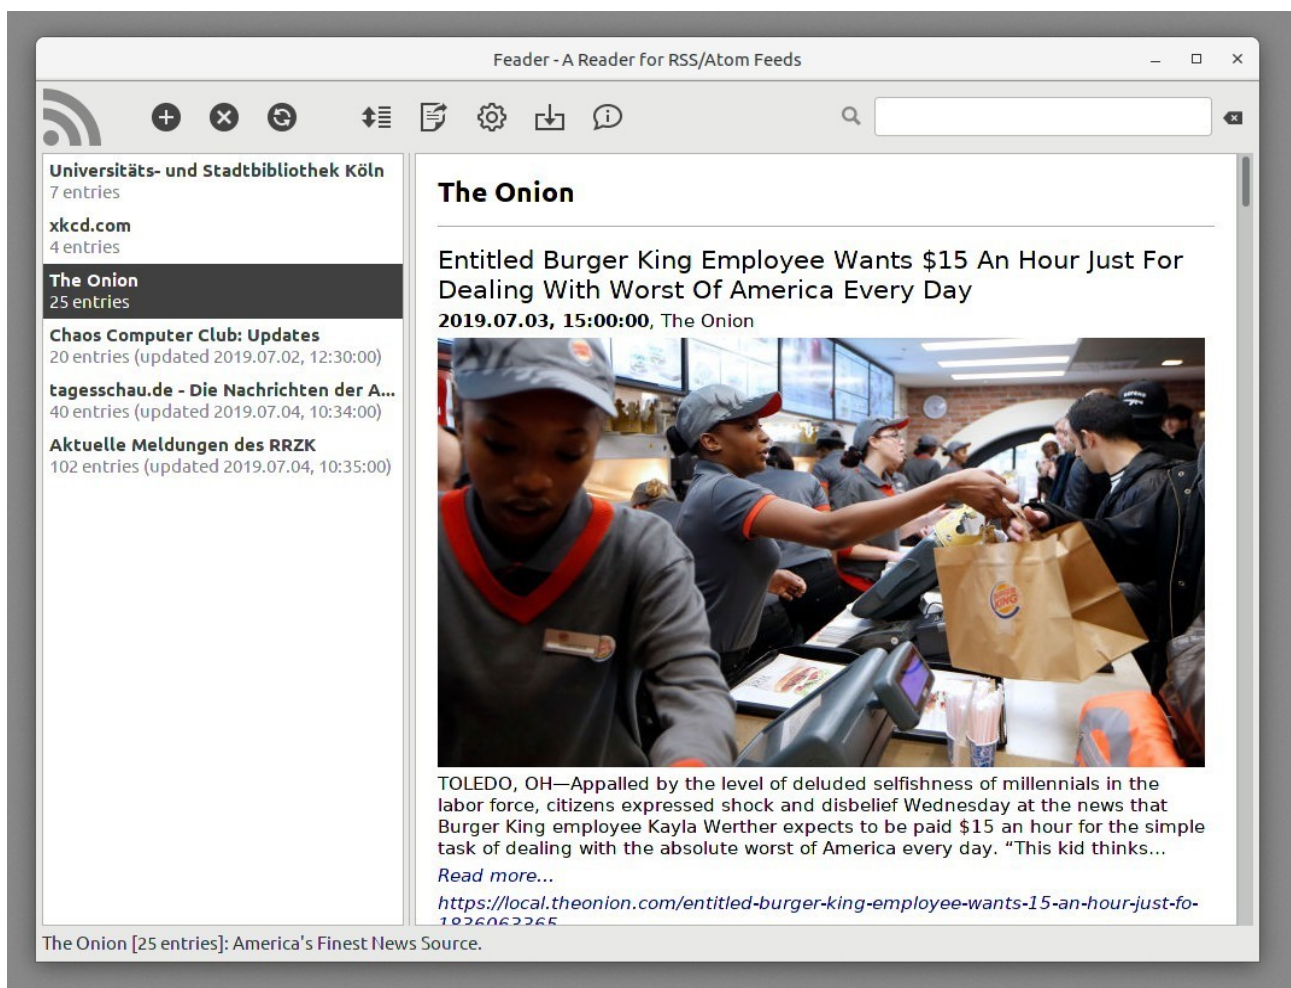 Feader - A Reader for RSS/Atom Feeds
Universitäts- und Stadtbibliothek Köln
7 entries
xkcd.com
4 entries
The Onion
25 entries
Chaos Computer Club: Updates
20 entries (updated 2019.07.02, 12:30:00)
tagesschau.de - Die Nachrichten der A...
40 entries (updated 2019.07.04, 10:34:00)
Aktuelle Meldungen des RRZK
102 entries (updated 2019.07.04, 10:35:00)
The Onion
Entitled Burger King Employee Wants $15 An Hour Just For
Dealing With Worst Of America Every Day
2019.07.03, 15:00:00, The Onion
BURGER
KING
TOLEDO, OH—Appalled by the level of deluded selfishness of millennials in the
labor force, citizens expressed shock and disbelief Wednesday at the news that
Burger King employee Kayla Werther expects to be paid $15 an hour for the simple
task of dealing with the absolute worst of America every day. “This kid thinks...
Read more...
https://local.theonion.com/entitled-burger-king-employee-wants-15-an-hour-just-fo-
1836063365
The Onion [25 entries]: America's Finest News Source.